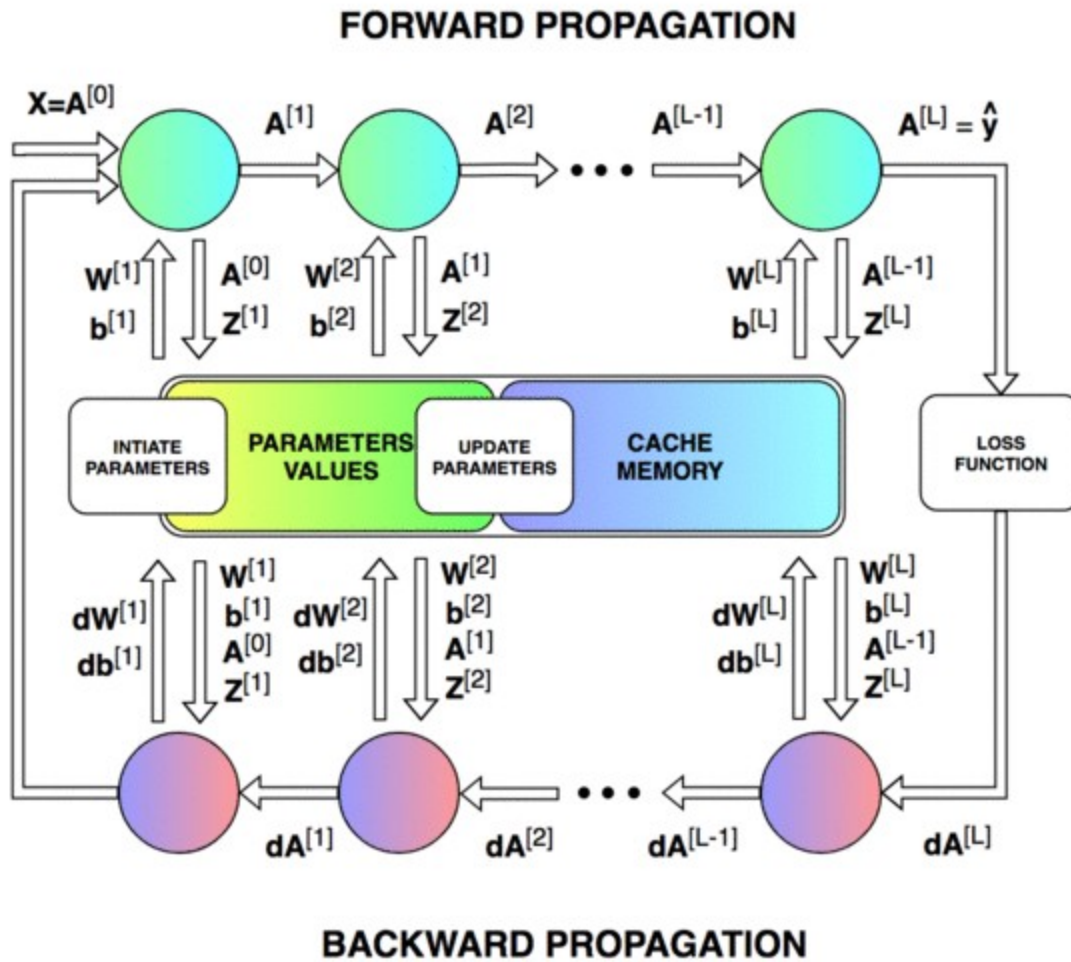 FORWARD PROPAGATION
X=A[0]
A[1]
A[2]
A[L-1]
A[L] = ŷ
W[1]
b[1]
A[0]
Z[1]
W[2]
b[2]
A[1]
Z[2]
W[L]
b[L]
A[L-1]
Z[L]
INTIATE
PARAMETERS
PARAMETERS
VALUES
UPDATE
PARAMETERS
CACHE
MEMORY
LOSS
FUNCTION
dW[1]
db[1]
W[1]
b[1]
A[0]
Z[1]
dW[2]
db[2]
W[2]
b[2]
A[1]
Z[2]
dW[L]
db[L]
W[L]
b[L]
A[L-1]
Z[L]
dA[1]
dA[2]
dA[L-1]
dA[L]
BACKWARD PROPAGATION